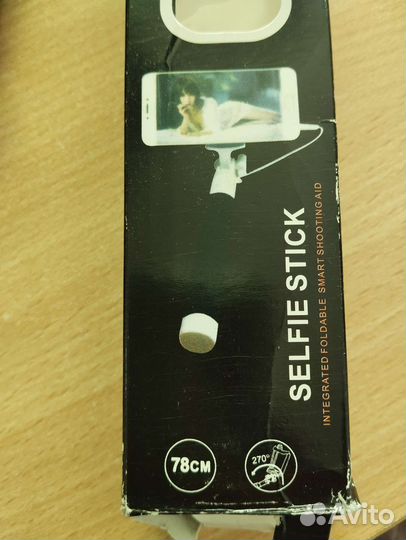 SELFIE STICK
INTEGRATED FOLDABLE SMART SHOOTING AID
78CM
270°
Avito